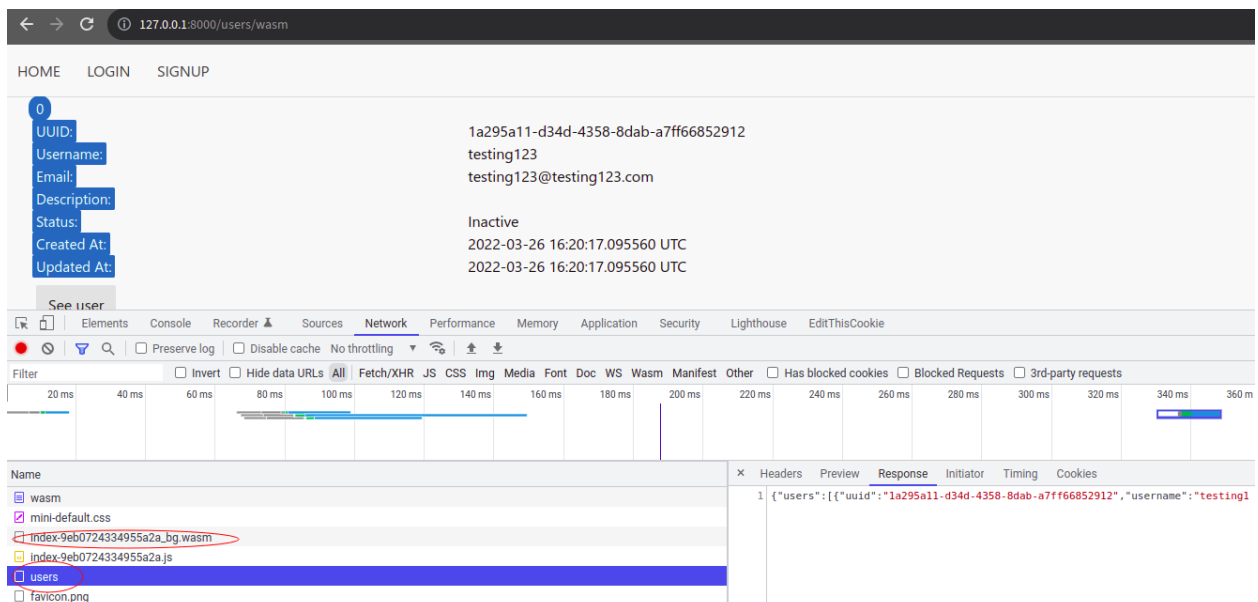 127.0.0.1:8000/users/wasm
HOME LOGIN SIGNUP
0
UUID: 1a295a11-d34d-4358-8dab-a7ff66852912
Username: testing123
Email: testing123@testing123.com
Description:
Status: Inactive
Created At: 2022-03-26 16:20:17.095560 UTC
Updated At: 2022-03-26 16:20:17.095560 UTC
See user
Elements Console Recorder Sources Network Performance Memory Application Security Lighthouse EditThisCookie
Preserve log Disable cache No throttling
Filter Invert Hide data URLs All Fetch/XHR JS CSS Img Media Font Doc WS Wasm Manifest Other Has blocked cookies Blocked Requests 3rd-party requests
20 ms 40 ms 60 ms 80 ms 100 ms 120 ms 140 ms 160 ms 180 ms 200 ms 220 ms 240 ms 260 ms 280 ms 300 ms 320 ms 340 ms 360 m
Name × Headers Preview Response Initiator Timing Cookies
wasm 1 {"users":[{"uuid":"1a295a11-d34d-4358-8dab-a7ff66852912","username":"testing1
mini-default.css
index-9eb0724334955a2a_bg.wasm
index-9eb0724334955a2a.js
users
favicon.png